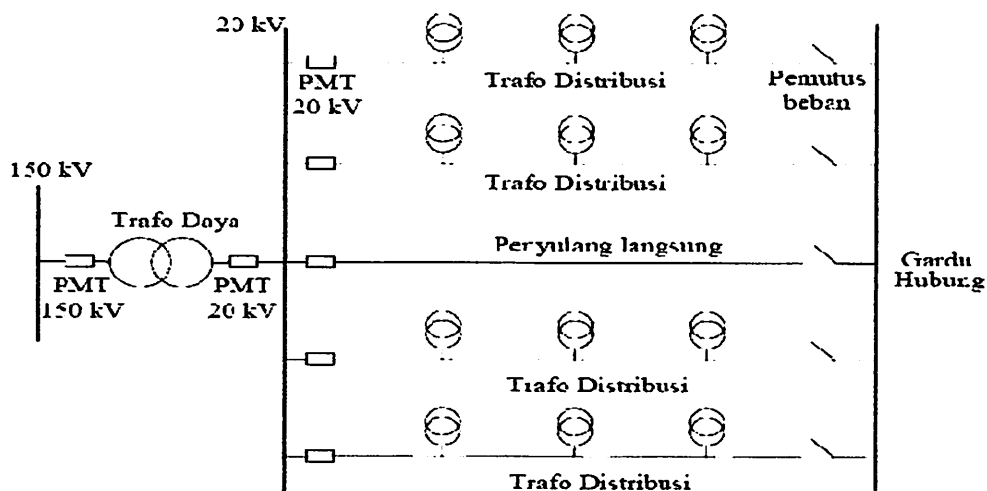 20 kV
PMT
20 kV
Trafo Distribusi
Pemutus
beban
Trafo Distribusi
150 kV
Trafo Daya
PMT
150 kV
PMT
20 kV
Penyulang langsung
Gardu
Hubung
Trafo Distribusi
Trafo Distribusi